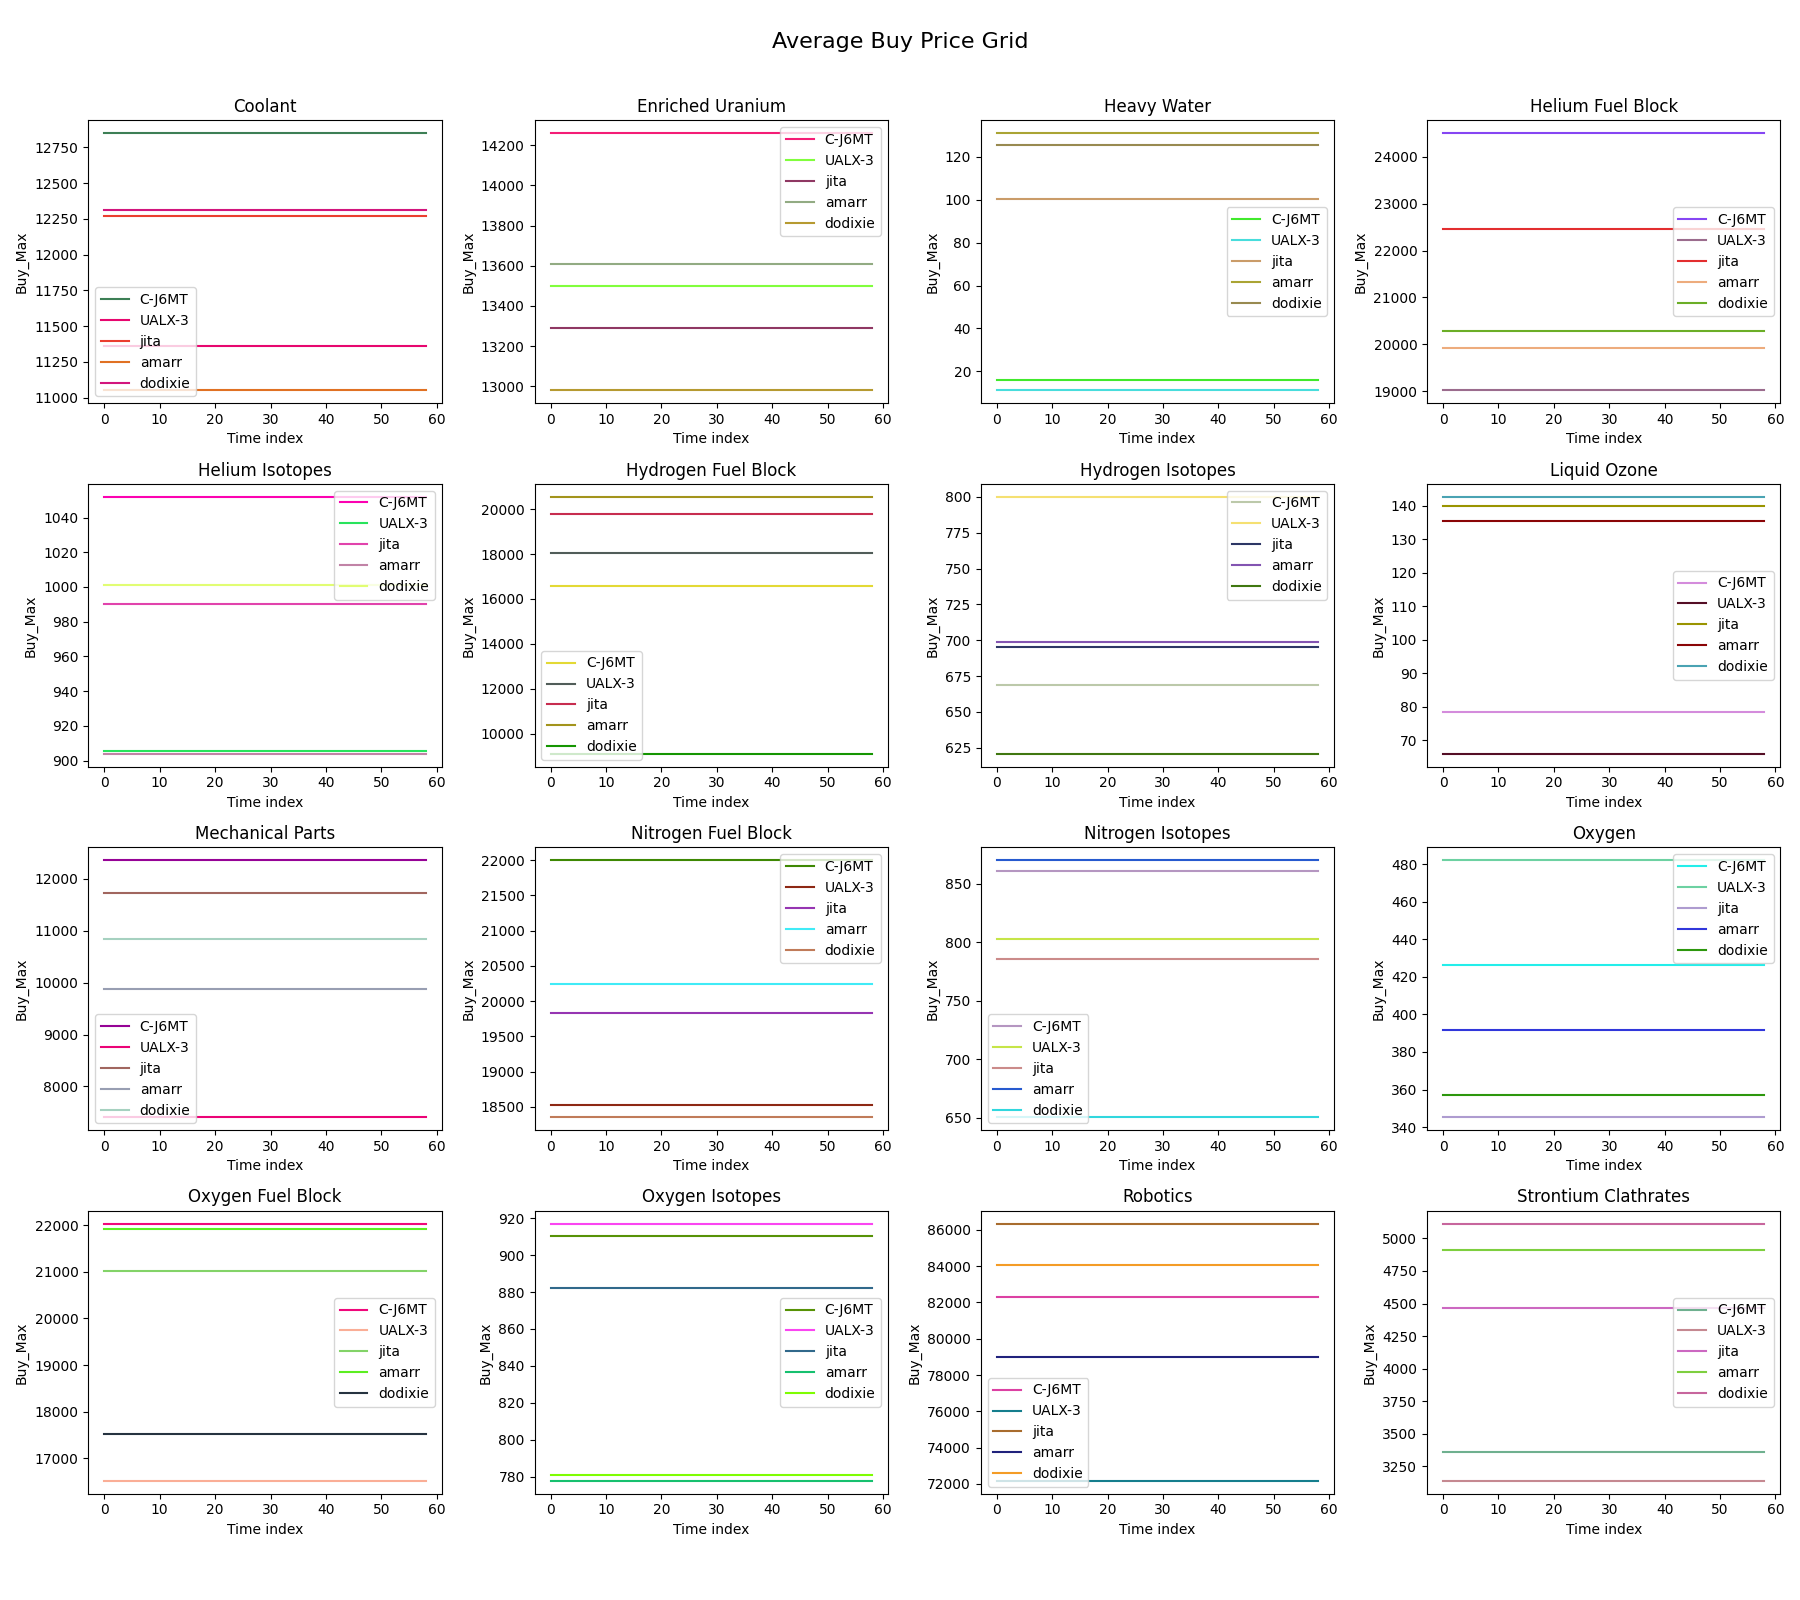 Average Buy Price Grid
Coolant
Buy_Max
12750
12500
12250
12000
11750
11500
11250
11000
C-J6MT
UALX-3
jita
amarr
dodixie
0 10 20 30 40 50 60
Time index
Enriched Uranium
Buy_Max
14200
14000
13800
13600
13400
13200
13000
C-J6MT
UALX-3
jita
amarr
dodixie
0 10 20 30 40 50 60
Time index
Heavy Water
Buy_Max
120
100
80
60
40
20
C-J6MT
UALX-3
jita
amarr
dodixie
0 10 20 30 40 50 60
Time index
Helium Fuel Block
Buy_Max
24000
23000
22000
21000
20000
19000
C-J6MT
UALX-3
jita
amarr
dodixie
0 10 20 30 40 50 60
Time index
Helium Isotopes
Buy_Max
1040
1020
1000
980
960
940
920
900
C-J6MT
UALX-3
jita
amarr
dodixie
0 10 20 30 40 50 60
Time index
Hydrogen Fuel Block
Buy_Max
20000
18000
16000
14000
12000
10000
C-J6MT
UALX-3
jita
amarr
dodixie
0 10 20 30 40 50 60
Time index
Hydrogen Isotopes
Buy_Max
800
775
750
725
700
675
650
625
C-J6MT
UALX-3
jita
amarr
dodixie
0 10 20 30 40 50 60
Time index
Liquid Ozone
Buy_Max
140
130
120
110
100
90
80
70
C-J6MT
UALX-3
jita
amarr
dodixie
0 10 20 30 40 50 60
Time index
Mechanical Parts
Buy_Max
12000
11000
10000
9000
8000
C-J6MT
UALX-3
jita
amarr
dodixie
0 10 20 30 40 50 60
Time index
Nitrogen Fuel Block
Buy_Max
22000
21500
21000
20500
20000
19500
19000
18500
C-J6MT
UALX-3
jita
amarr
dodixie
0 10 20 30 40 50 60
Time index
Nitrogen Isotopes
Buy_Max
850
800
750
700
650
C-J6MT
UALX-3
jita
amarr
dodixie
0 10 20 30 40 50 60
Time index
Oxygen
Buy_Max
480
460
440
420
400
380
360
340
C-J6MT
UALX-3
jita
amarr
dodixie
0 10 20 30 40 50 60
Time index
Oxygen Fuel Block
Buy_Max
22000
21000
20000
19000
18000
17000
C-J6MT
UALX-3
jita
amarr
dodixie
0 10 20 30 40 50 60
Time index
Oxygen Isotopes
Buy_Max
920
900
880
860
840
820
800
780
C-J6MT
UALX-3
jita
amarr
dodixie
0 10 20 30 40 50 60
Time index
Robotics
Buy_Max
86000
84000
82000
80000
78000
76000
74000
72000
C-J6MT
UALX-3
jita
amarr
dodixie
0 10 20 30 40 50 60
Time index
Strontium Clathrates
Buy_Max
5000
4750
4500
4250
4000
3750
3500
3250
C-J6MT
UALX-3
jita
amarr
dodixie
0 10 20 30 40 50 60
Time index